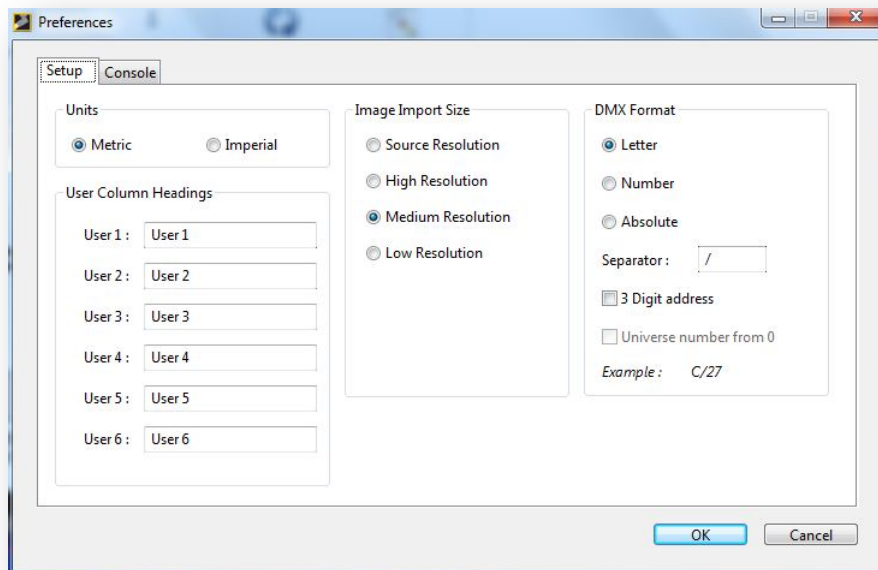 Preferences
Setup
Console
Units
Metric
Imperial
User Column Headings
User 1 : User 1
User 2 : User 2
User 3 : User 3
User 4 : User 4
User 5 : User 5
User 6 : User 6
Image Import Size
Source Resolution
High Resolution
Medium Resolution
Low Resolution
DMX Format
Letter
Number
Absolute
Separator : /
3 Digit address
Universe number from 0
Example : C/27
OK
Cancel